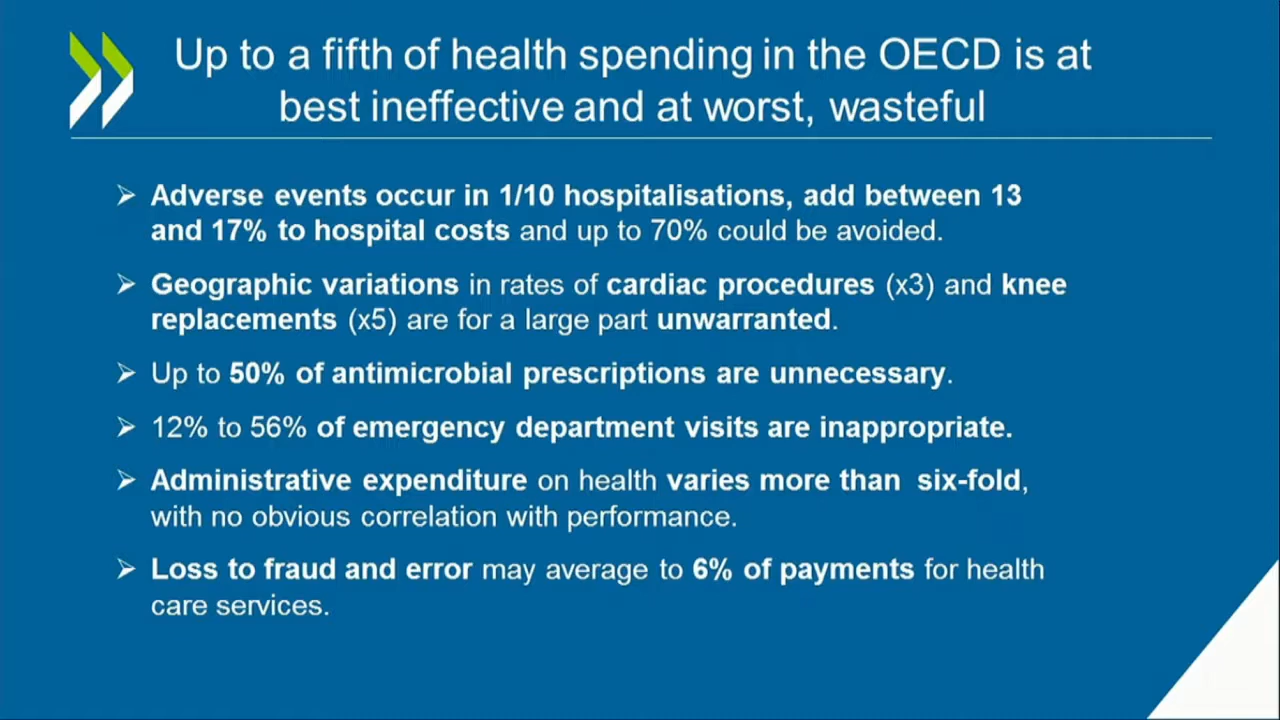 Up to a fifth of health spending in the OECD is at
best ineffective and at worst, wasteful
➢ Adverse events occur in 1/10 hospitalisations, add between 13
and 17% to hospital costs and up to 70% could be avoided.
➢ Geographic variations in rates of cardiac procedures (x3) and knee
replacements (x5) are for a large part unwarranted.
➢ Up to 50% of antimicrobial prescriptions are unnecessary.
➢ 12% to 56% of emergency department visits are inappropriate.
➢ Administrative expenditure on health varies more than six-fold,
with no obvious correlation with performance.
➢ Loss to fraud and error may average to 6% of payments for health
care services.